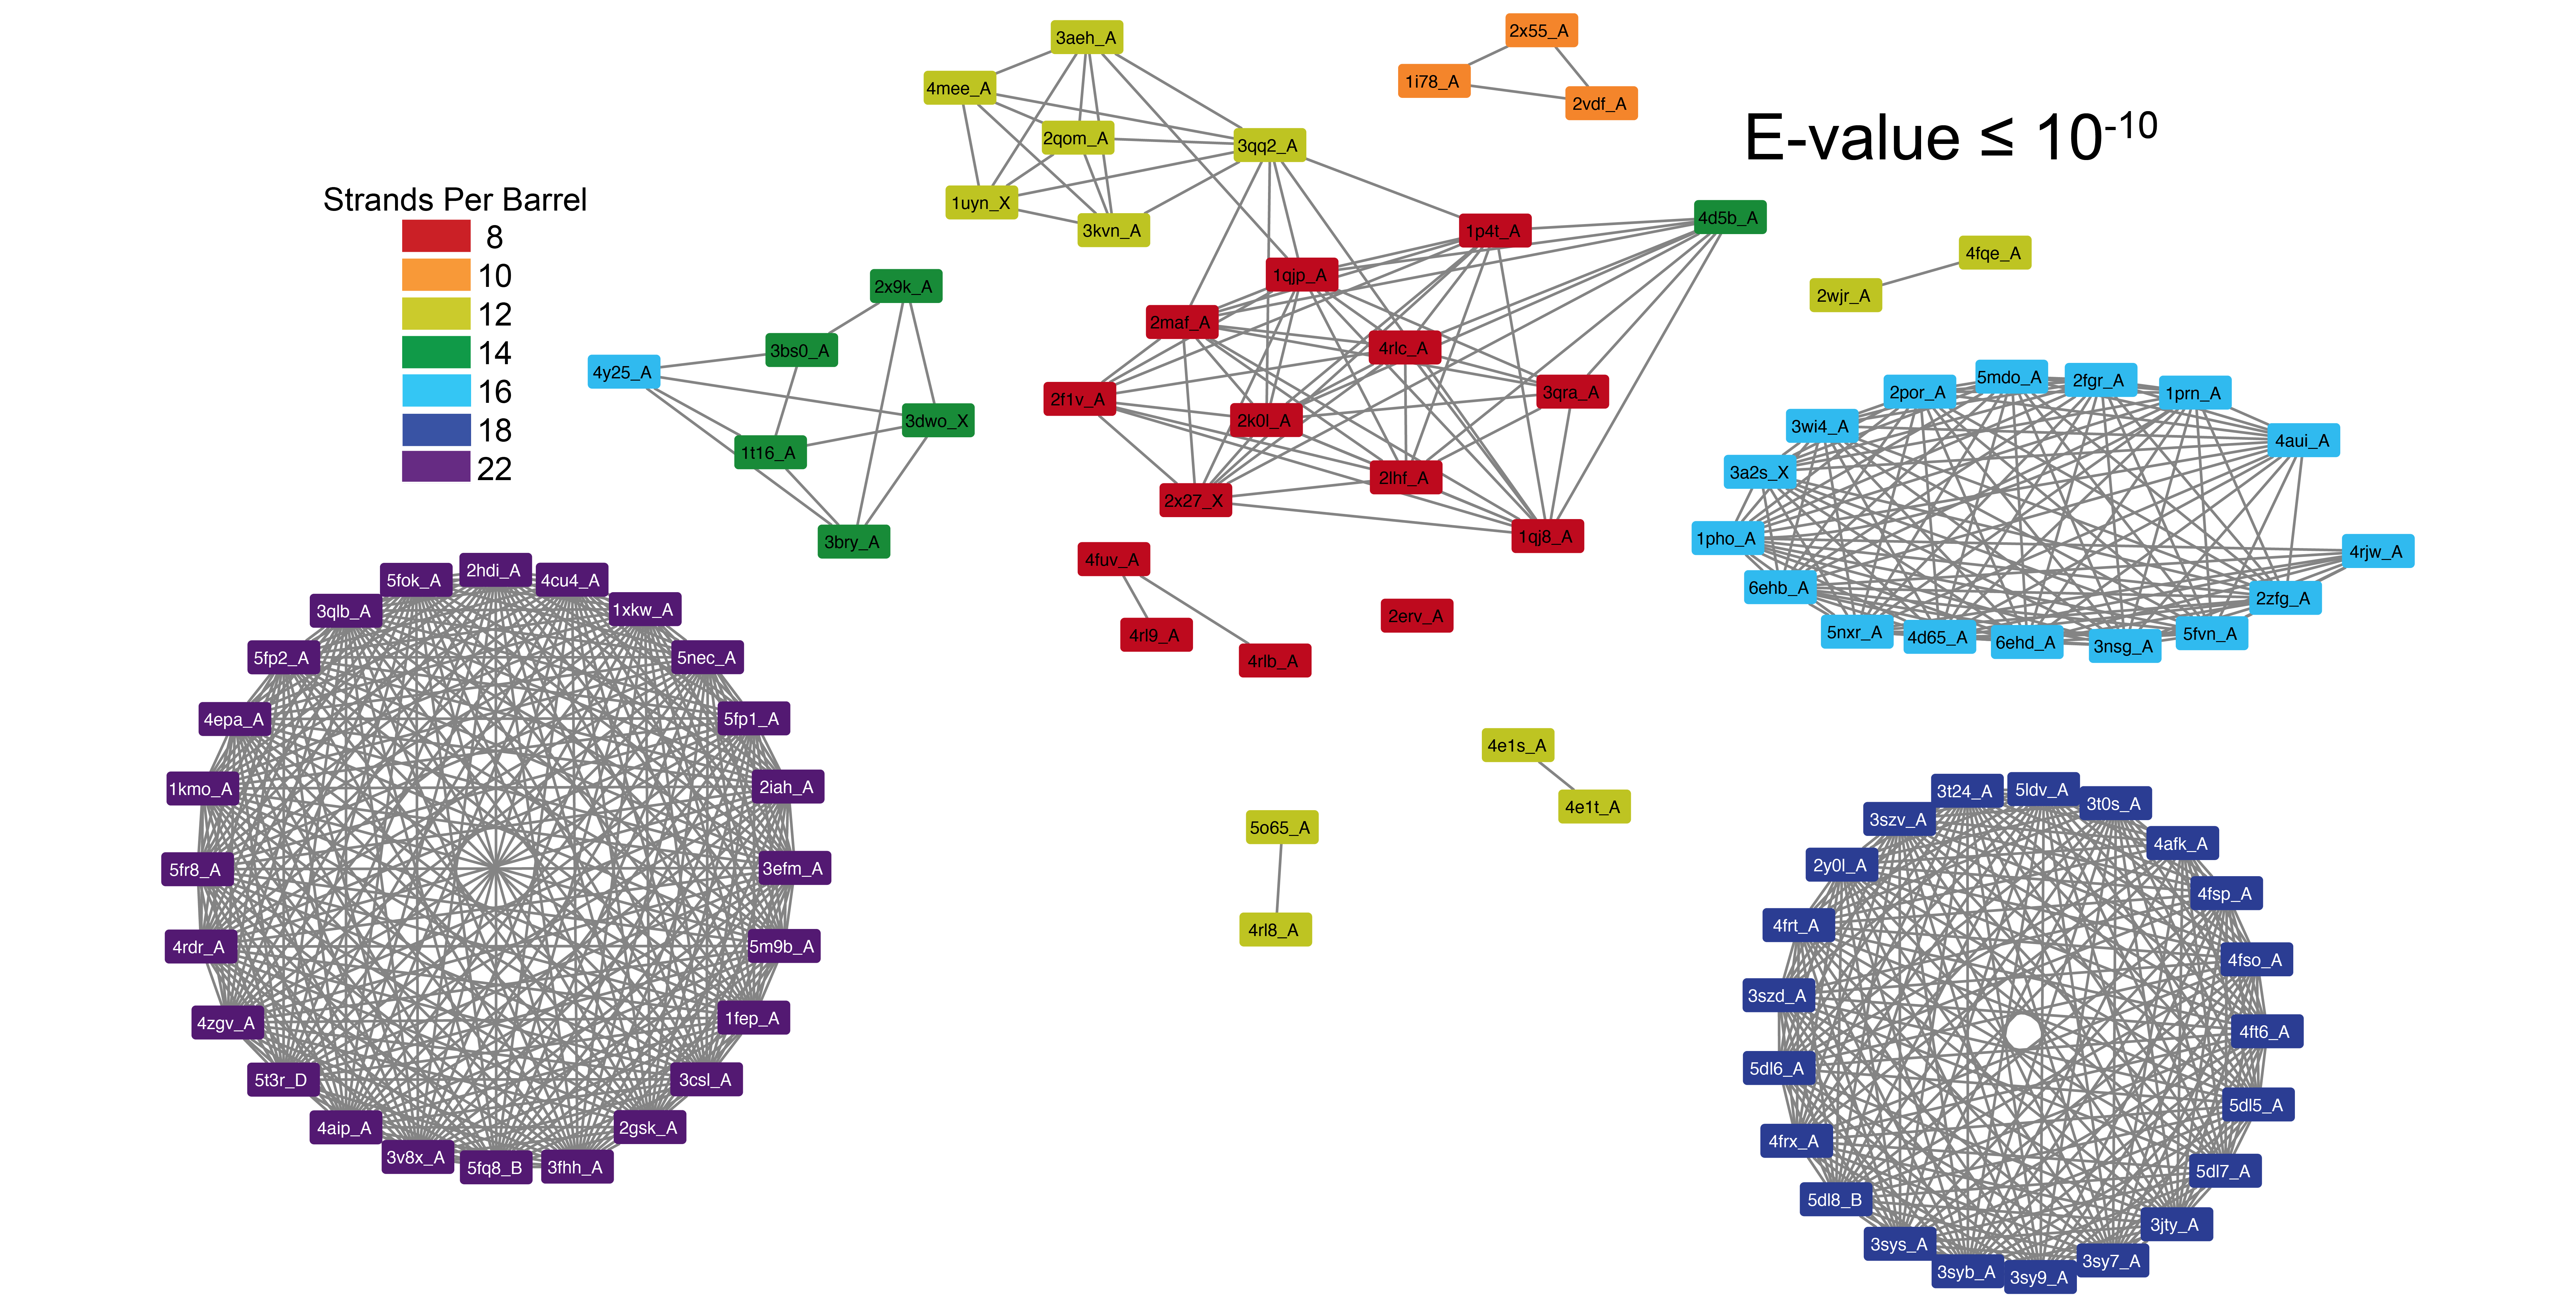 E-value ≤ 10-10
Strands Per Barrel
8
10
12
14
16
18
22
3aeh_A
4mee_A
2qom_A
3qq2_A
1uyn_X
3kvn_A
2x55_A
1i78_A
2vdf_A
1p4t_A
4d5b_A
1qjp_A
2maf_A
4rlc_A
2f1v_A
2k0l_A
3qra_A
2lhf_A
2x27_X
1qj8_A
4fqe_A
2wjr_A
2x9k_A
3bs0_A
4y25_A
3dwo_X
1t16_A
3bry_A
5mdo_A
2fgr_A
2por_A
1prn_A
3wi4_A
4aui_A
3a2s_X
1pho_A
4rjw_A
6ehb_A
2zfg_A
5nxr_A
4d65_A
6ehd_A
3nsg_A
5fvn_A
4fuv_A
4rl9_A
4rlb_A
2erv_A
4e1s_A
4e1t_A
5o65_A
4rl8_A
2hdi_A
5fok_A
4cu4_A
3qlb_A
1xkw_A
5fp2_A
5nec_A
4epa_A
5fp1_A
1kmo_A
2iah_A
5fr8_A
3efm_A
4rdr_A
5m9b_A
4zgv_A
1fep_A
5t3r_D
3csl_A
4aip_A
2gsk_A
3v8x_A
5fq8_B
3fhh_A
3t24_A
5ldv_A
3t0s_A
3szv_A
4afk_A
2y0l_A
4fsp_A
4frt_A
4fso_A
3szd_A
4ft6_A
5dl6_A
5dl5_A
4frx_A
5dl7_A
5dl8_B
3jty_A
3sys_A
3syb_A
3sy9_A
3sy7_A